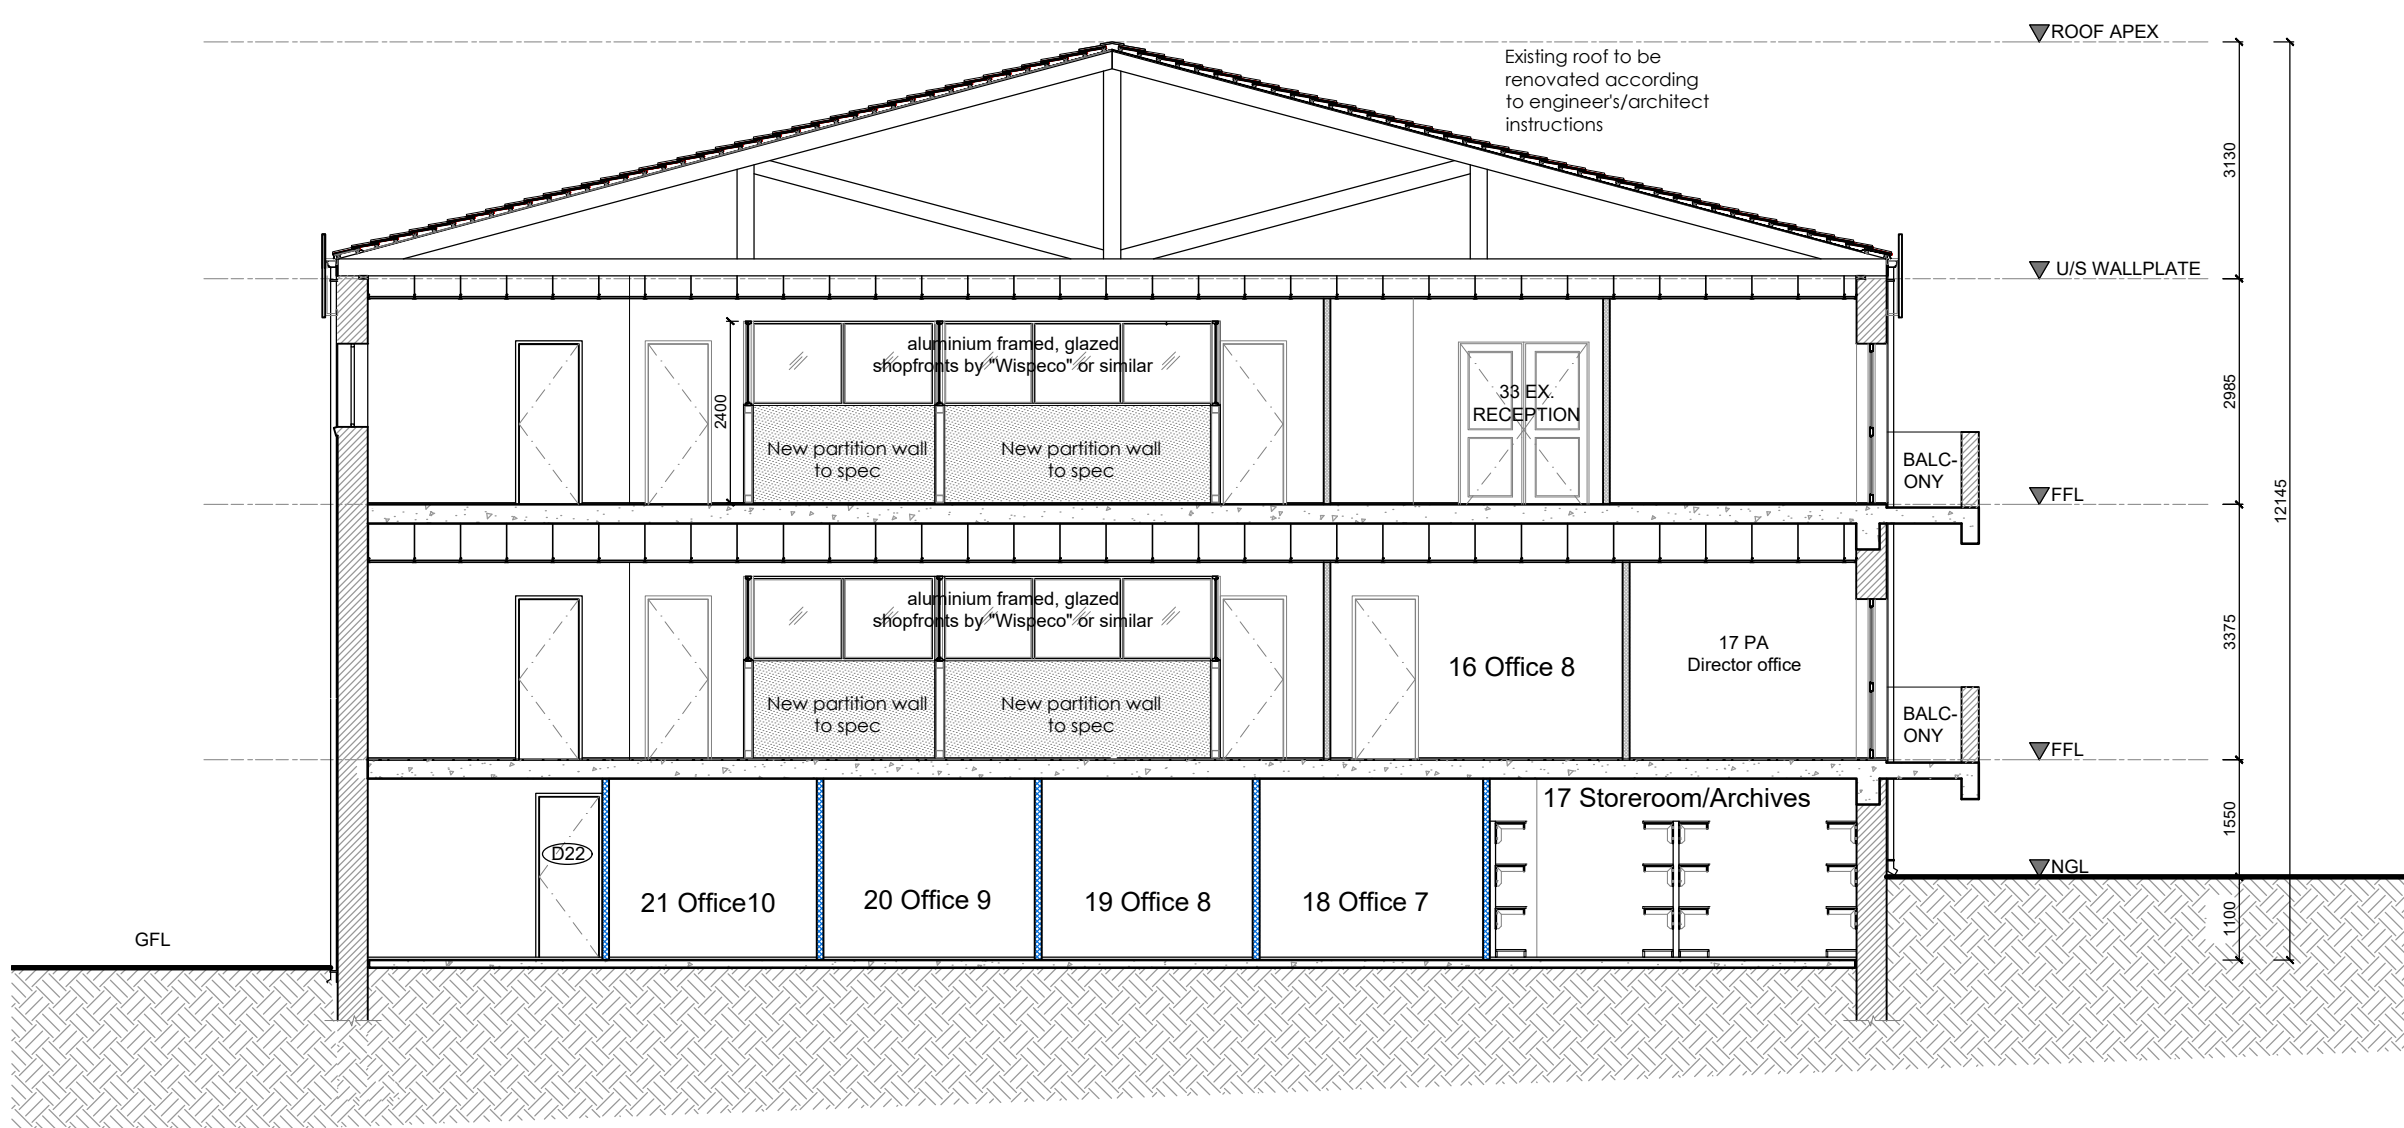 ROOF APEX
Existing roof to be
renovated according
to engineer's/architect
instructions
3130
U/S WALLPLATE
aluminium framed, glazed
shopfronts by "Wispeco" or similar
2400
33 EX.
RECEPTION
2985
New partition wall
to spec
New partition wall
to spec
BALC-
ONY
FFL
12145
aluminium framed, glazed
shopfronts by "Wispeco" or similar
16 Office 8
17 PA
Director office
3375
New partition wall
to spec
New partition wall
to spec
BALC-
ONY
FFL
17 Storeroom/Archives
1550
D22
NGL
21 Office10
20 Office 9
19 Office 8
18 Office 7
1100
GFL